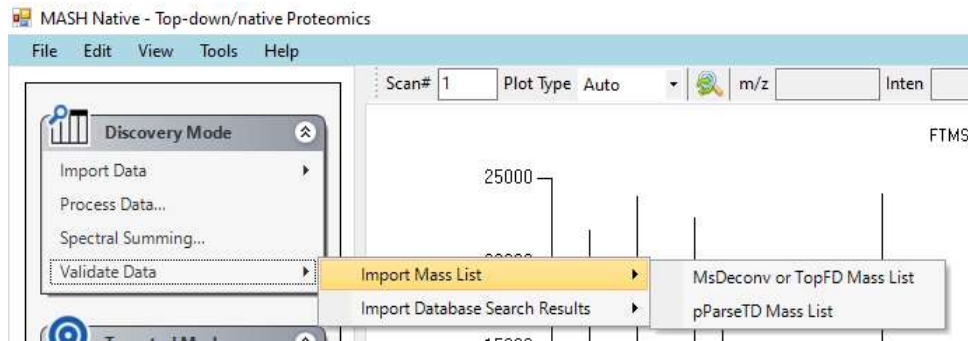 MASH Native - Top-down/native Proteomics
File Edit View Tools Help
Scan# 1 Plot Type Auto m/z Inten
Discovery Mode
FTMS
Import Data
25000
Process Data...
Spectral Summing...
Validate Data
Import Mass List
MsDeconv or TopFD Mass List
Import Database Search Results
pParseTD Mass List